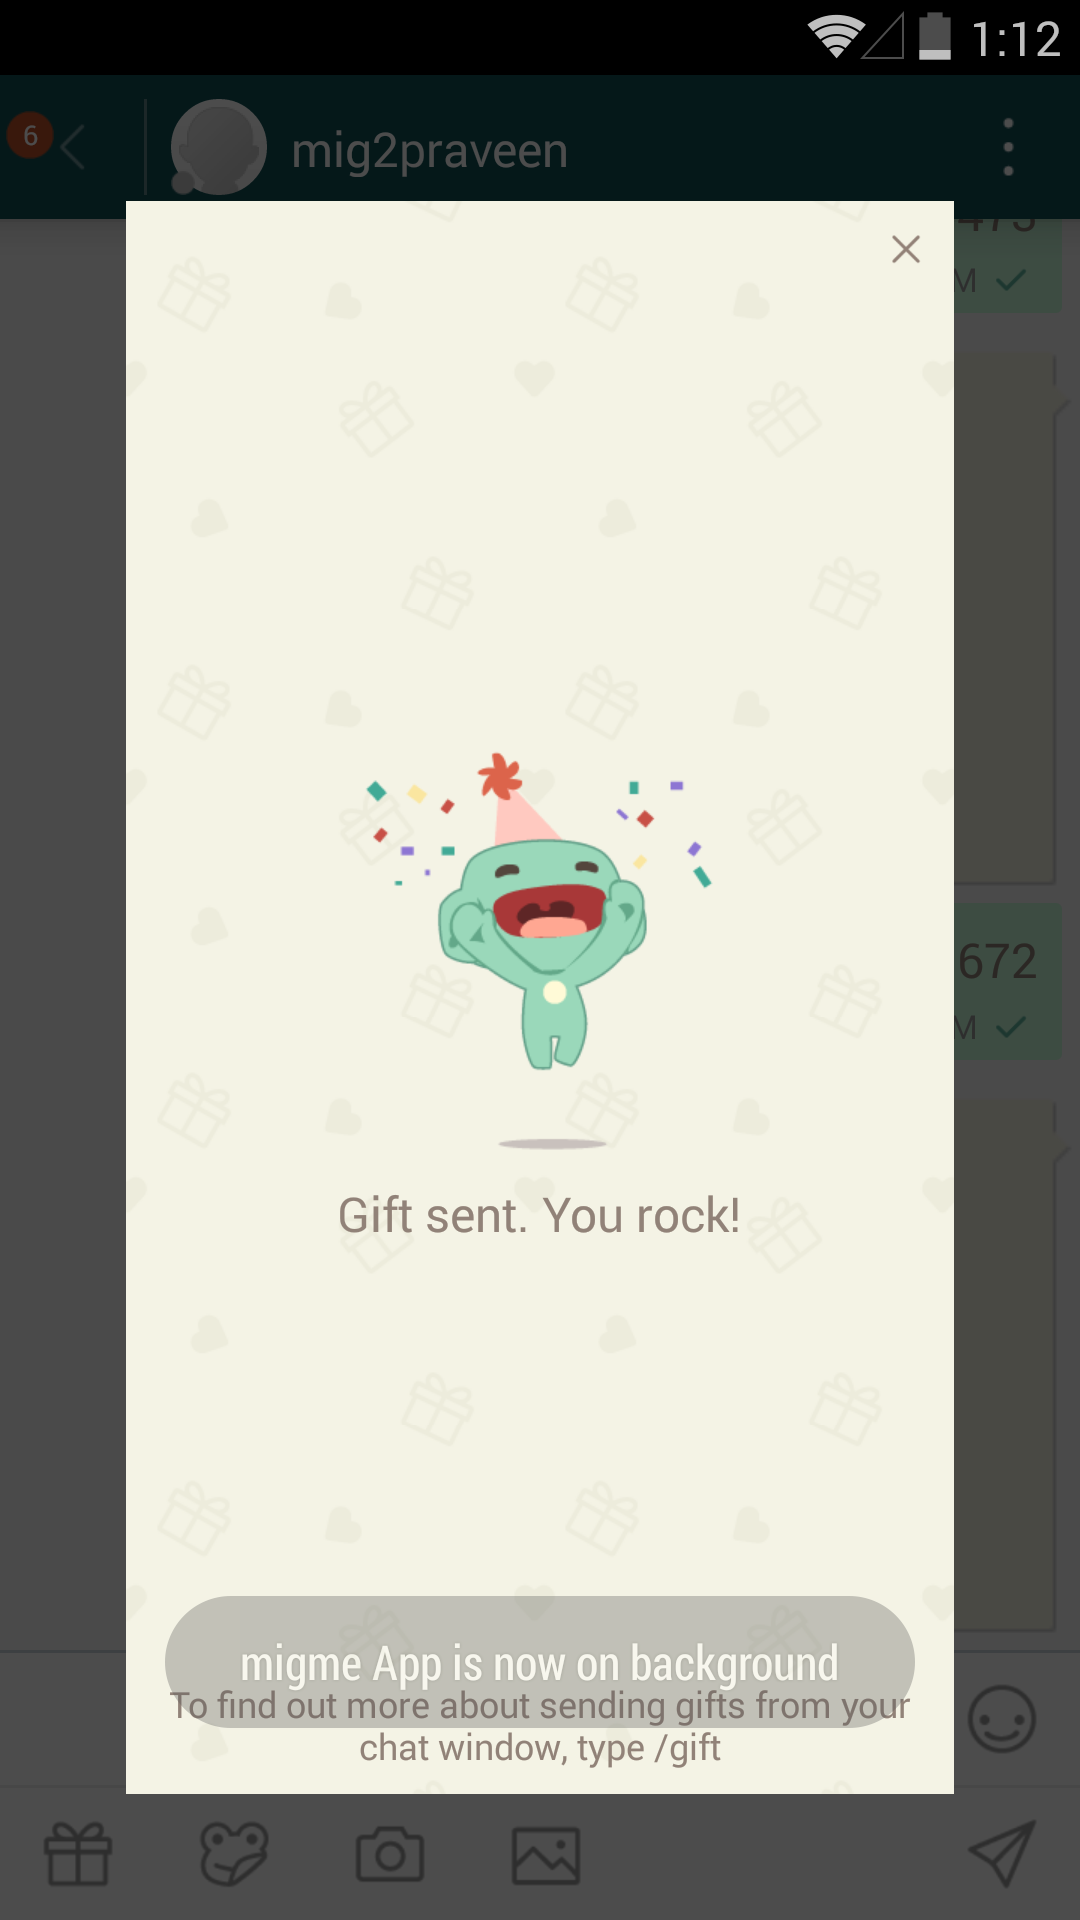 1:12
6
mig2praveen
M
672
M
Gift sent. You rock!
migme App is now on background
To find out more about sending gifts from your
chat window, type /gift